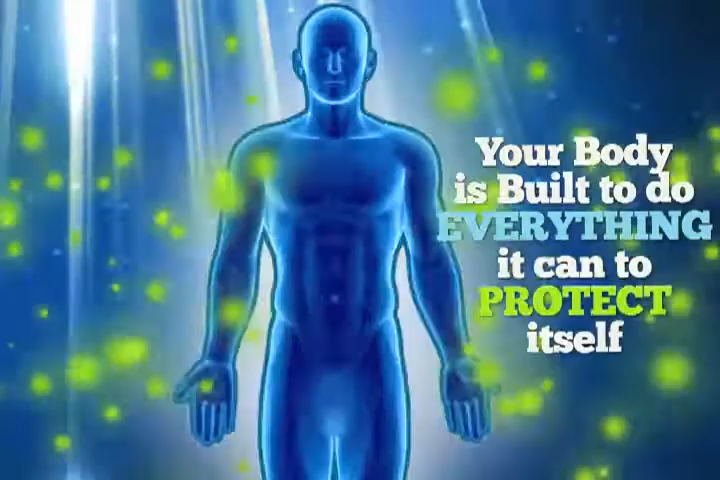 Your Body
is Built to do
EVERYTHING
it can to
PROTECT
itself